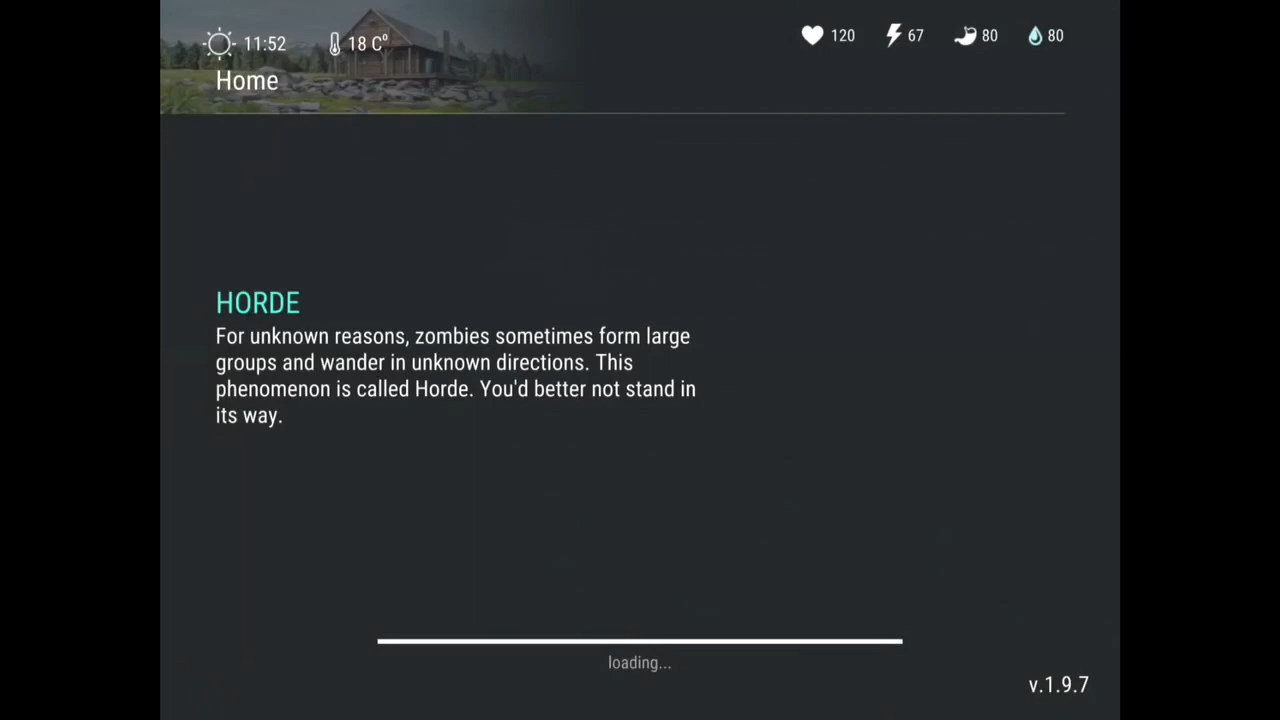 11:52 18 C° 120 67 80 80
Home
HORDE
For unknown reasons, zombies sometimes form large
groups and wander in unknown directions. This
phenomenon is called Horde. You'd better not stand in
its way.
loading...
v.1.9.7